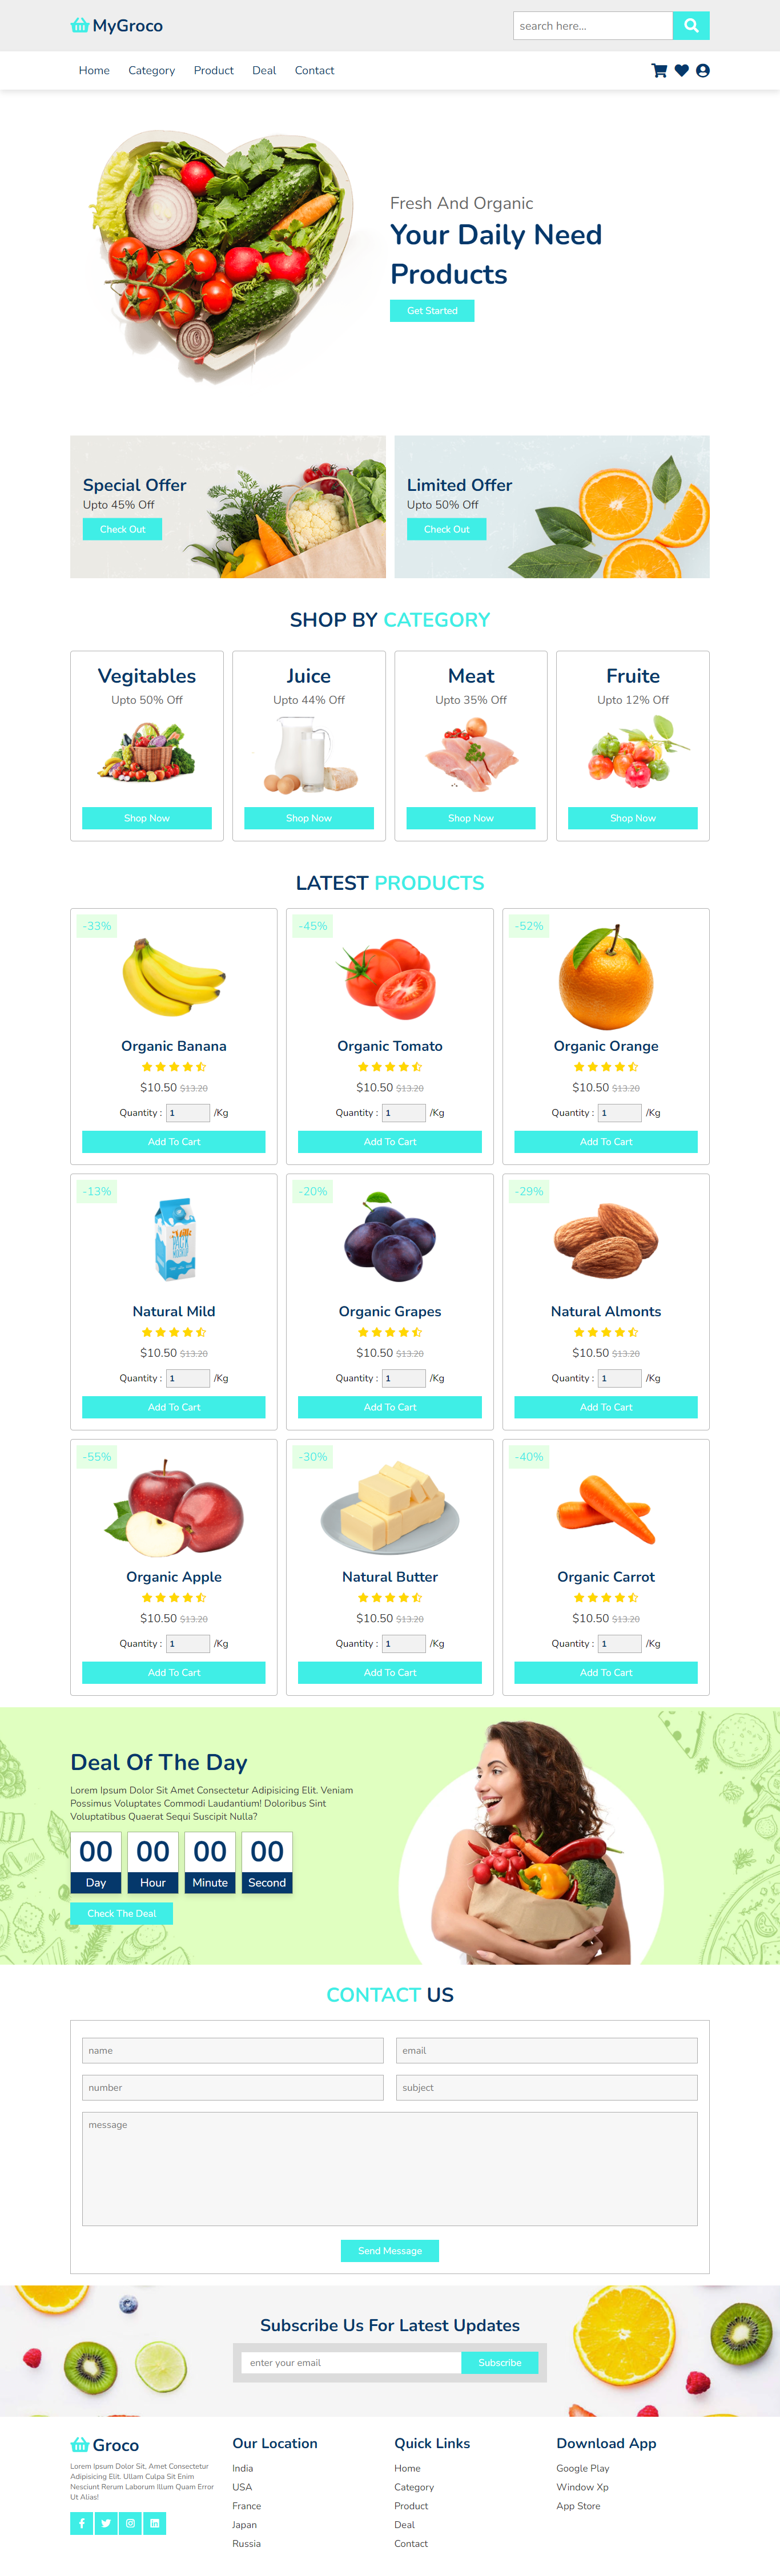 MyGroco
search here...
Home Category Product Deal Contact
Fresh And Organic
Your Daily Need
Products
Get Started
Special Offer
Upto 45% Off
Check Out
Limited Offer
Upto 50% Off
Check Out
SHOP BY CATEGORY
Vegitables
Upto 50% Off
Shop Now
Juice
Upto 44% Off
Shop Now
Meat
Upto 35% Off
Shop Now
Fruite
Upto 12% Off
Shop Now
LATEST PRODUCTS
-33%
Organic Banana
$10.50 $13.20
Quantity : 1 /Kg
Add To Cart
-45%
Organic Tomato
$10.50 $13.20
Quantity : 1 /Kg
Add To Cart
-52%
Organic Orange
$10.50 $13.20
Quantity : 1 /Kg
Add To Cart
-13%
Milk
Natural Mild
$10.50 $13.20
Quantity : 1 /Kg
Add To Cart
-20%
Organic Grapes
$10.50 $13.20
Quantity : 1 /Kg
Add To Cart
-29%
Natural Almonts
$10.50 $13.20
Quantity : 1 /Kg
Add To Cart
-55%
Organic Apple
$10.50 $13.20
Quantity : 1 /Kg
Add To Cart
-30%
Natural Butter
$10.50 $13.20
Quantity : 1 /Kg
Add To Cart
-40%
Organic Carrot
$10.50 $13.20
Quantity : 1 /Kg
Add To Cart
Deal Of The Day
Lorem Ipsum Dolor Sit Amet Consectetur Adipisicing Elit. Veniam
Possimus Voluptates Commodi Laudantium! Doloribus Sint
Voluptatibus Quaerat Sequi Suscipit Nulla?
00 00 00 00
Day Hour Minute Second
Check The Deal
CONTACT US
name
email
number
subject
message
Send Message
Subscribe Us For Latest Updates
enter your email
Subscribe
Groco
Lorem Ipsum Dolor Sit, Amet Consectetur
Adipisicing Elit. Ullam Culpa Sit Enim
Nesciunt Rerum Laborum Illum Quam Error
Ut Alias!
Our Location
India
USA
France
Japan
Russia
Quick Links
Home
Category
Product
Deal
Contact
Download App
Google Play
Window Xp
App Store